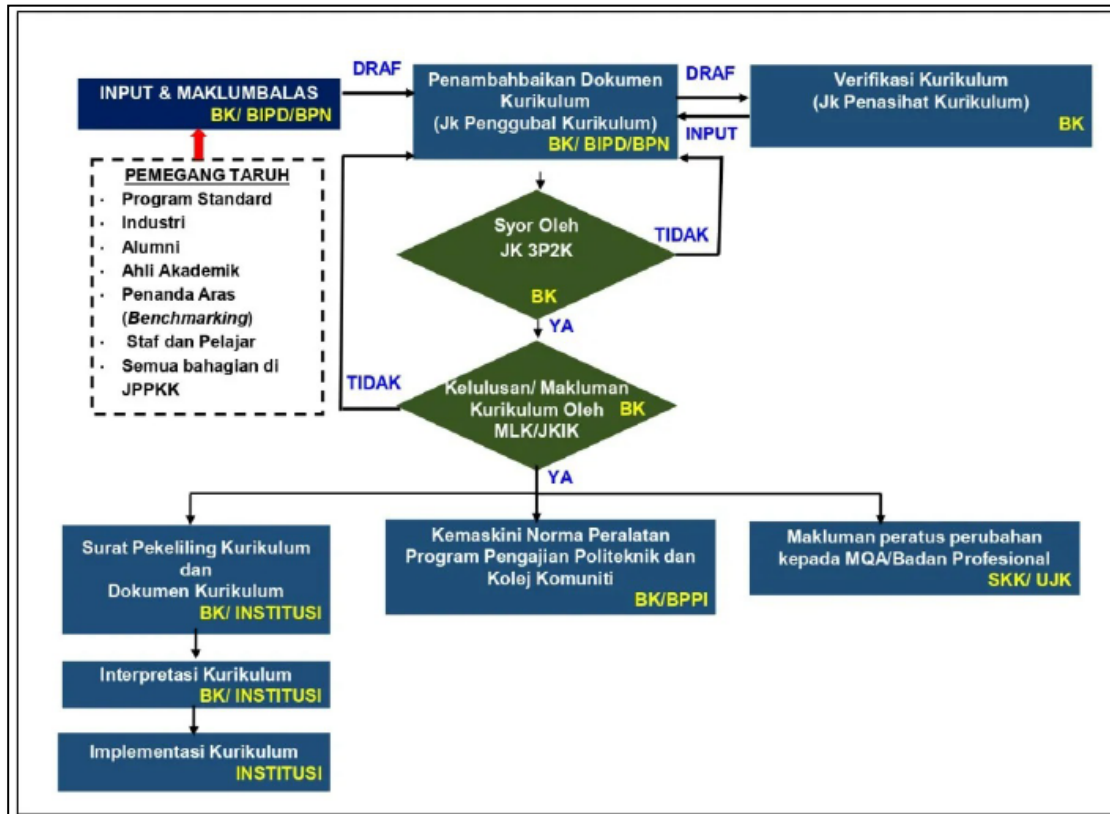 DRAF
INPUT & MAKLUMBALAS
BK/ BIPD/BPN
Penambahbaikan Dokumen
Kurikulum
(Jk Penggubal Kurikulum)
BK/ BIPD/BPN
DRAF
INPUT
Verifikasi Kurikulum
(Jk Penasihat Kurikulum)
BK
PEMEGANG TARUH
· Program Standard
· Industri
· Alumni
· Ahli Akademik
· Penanda Aras
(Benchmarking)
· Staf dan Pelajar
· Semua bahagian di
JPPKK
Syor Oleh
JK 3P2K
BK
TIDAK
YA
TIDAK
Kelulusan/ Makluman
Kurikulum Oleh BK
MLK/JKIK
YA
Surat Pekeliling Kurikulum
dan
Dokumen Kurikulum
BK/ INSTITUSI
Kemaskini Norma Peralatan
Program Pengajian Politeknik dan
Kolej Komuniti
BK/BPPI
Makluman peratus perubahan
kepada MQA/Badan Profesional
SKK/ UJK
Interpretasi Kurikulum
BK/ INSTITUSI
Implementasi Kurikulum
INSTITUSI